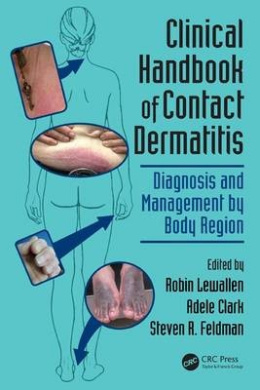 Clinical
Handbook
of Contact
Dermatitis
Diagnosis and
Management by
Body Region
Edited by
Robin Lewallen
Adele Clark
Steven R. Feldman
CRC Press
Taylor & Francis Group